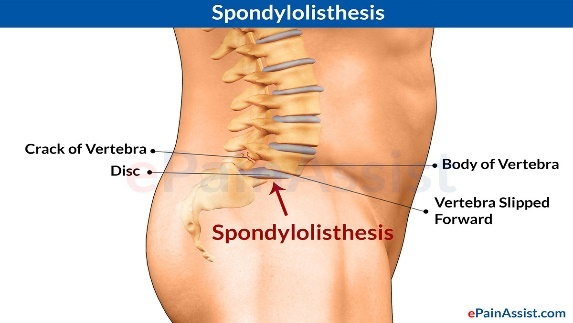 Spondylolisthesis
Crack of Vertebra
Disc
Body of Vertebra
ePainAssist
Vertebra Slipped
Forward
Spondylolisthesis
ePainAssist.com